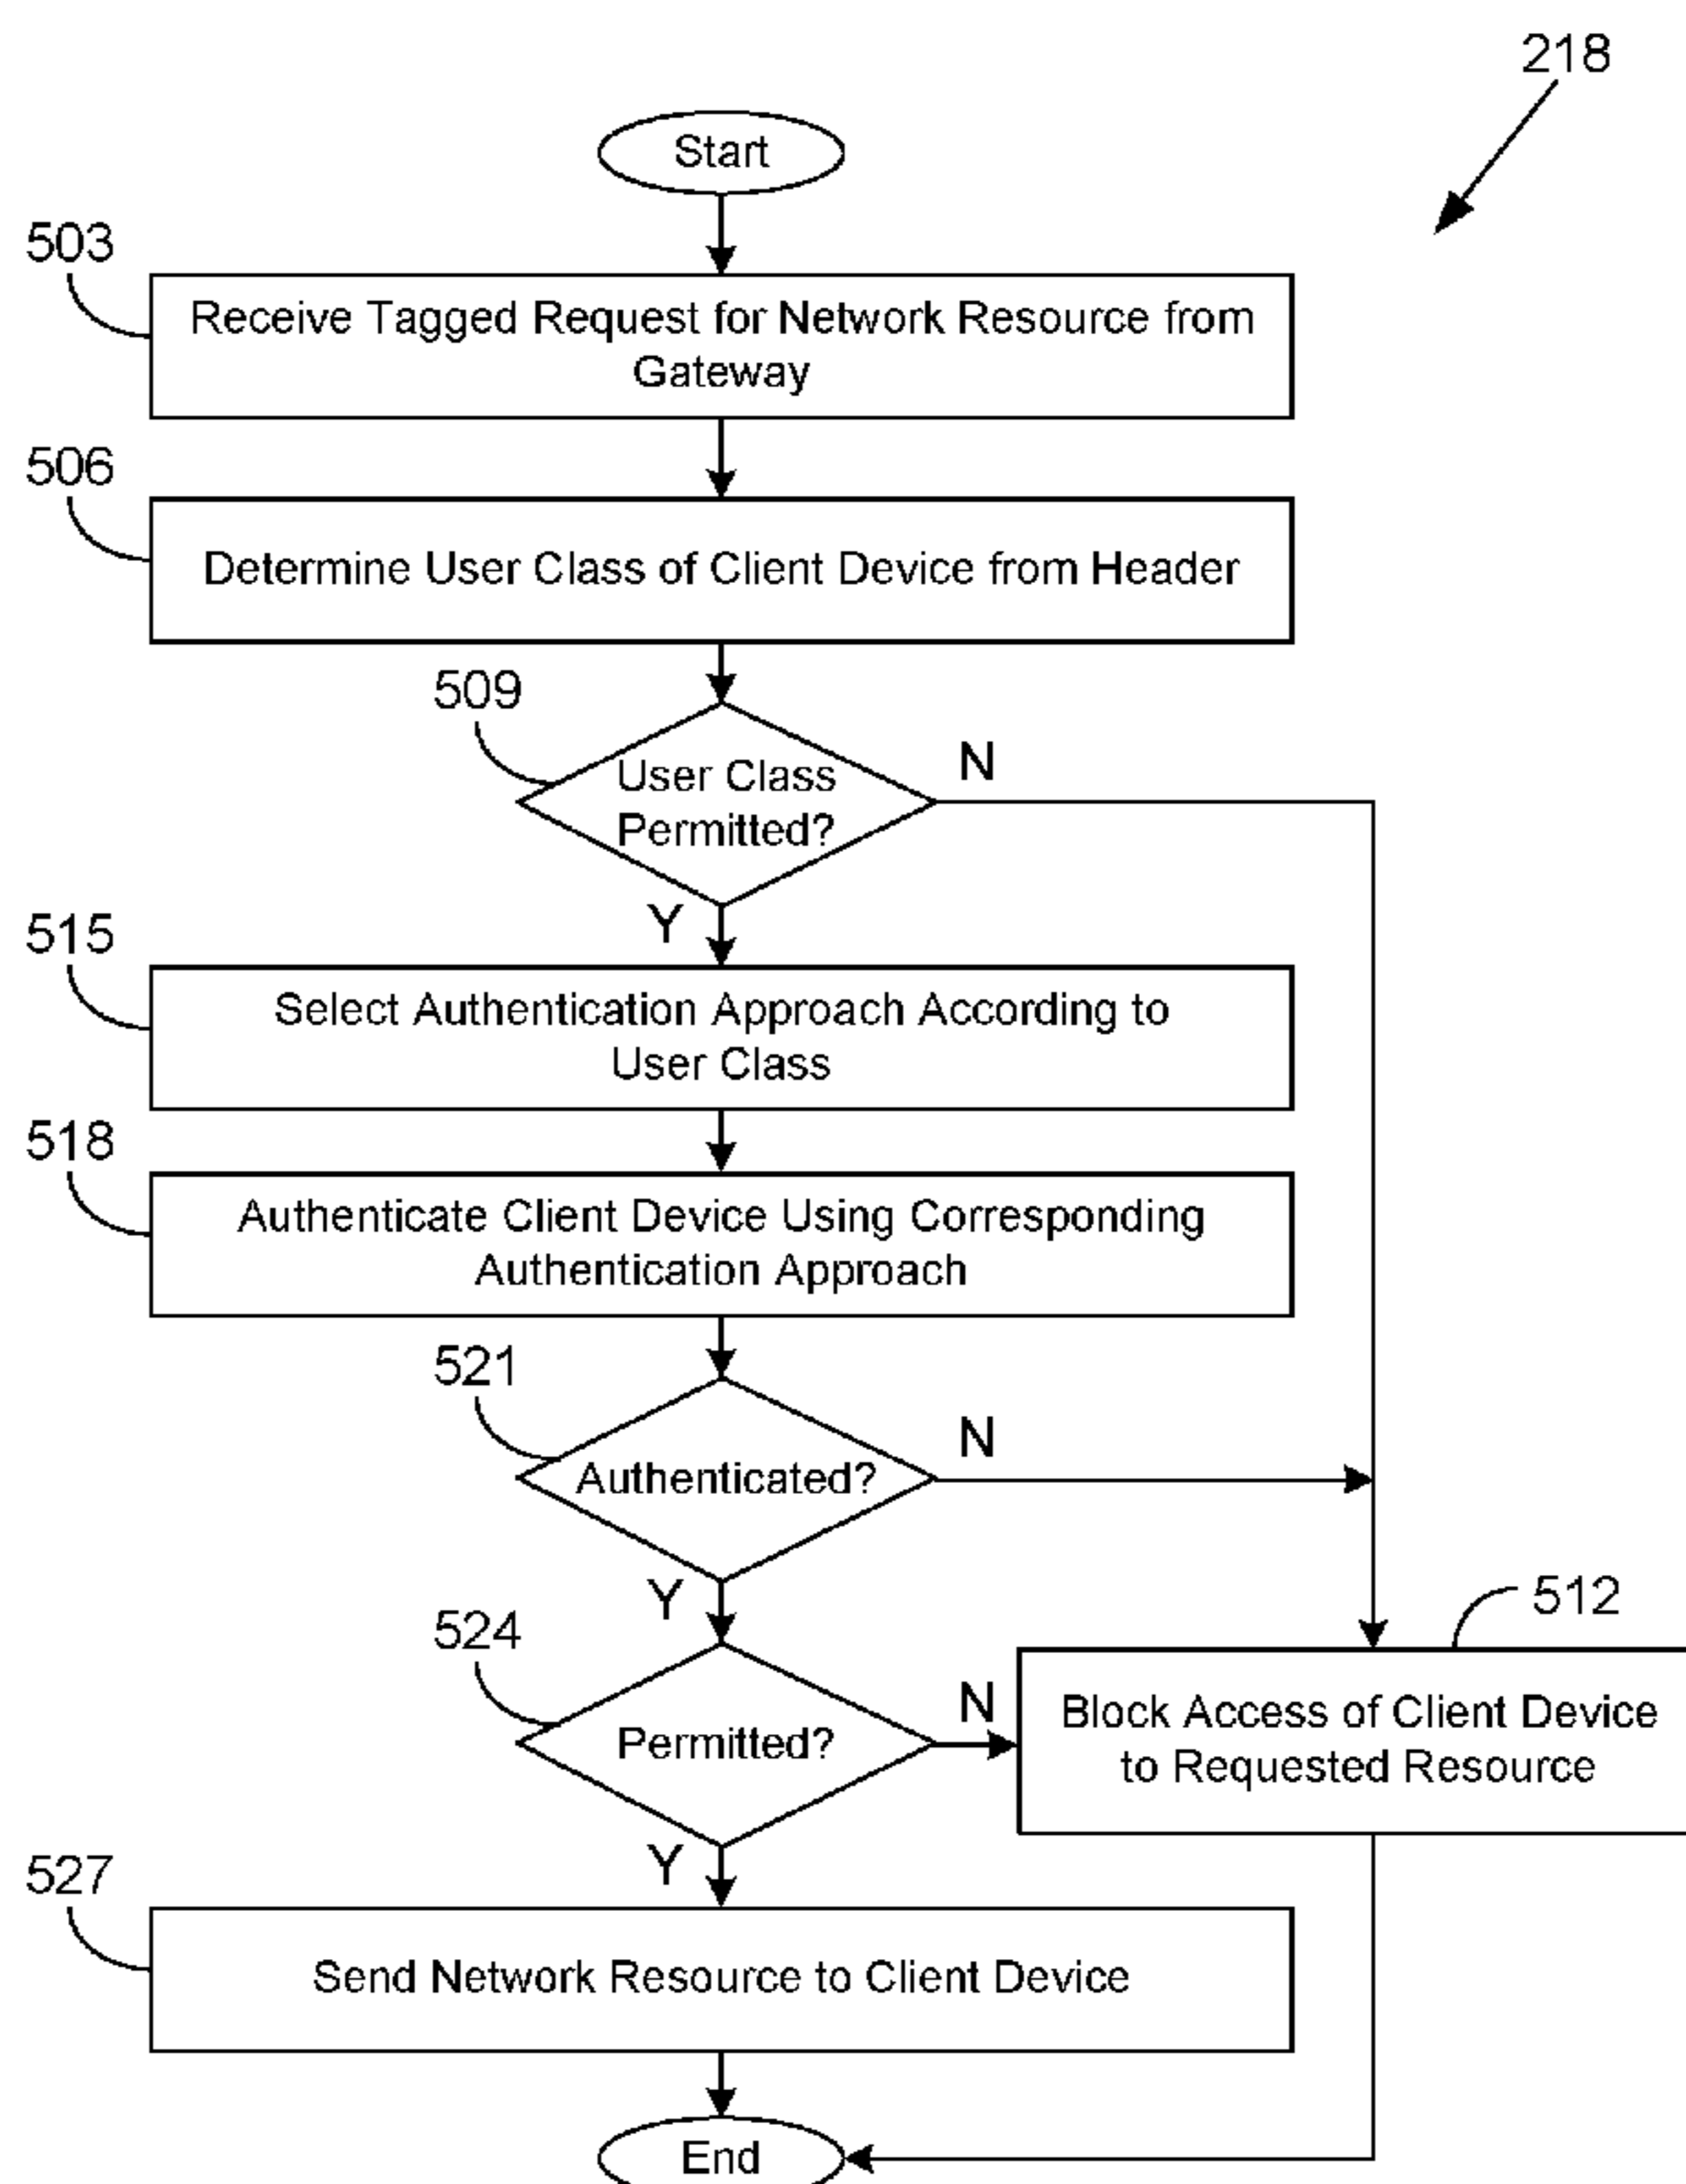 218
Start
503
Receive Tagged Request for Network Resource from
Gateway
506
Determine User Class of Client Device from Header
509
User Class
Permitted?
N
Y
515
Select Authentication Approach According to
User Class
518
Authenticate Client Device Using Corresponding
Authentication Approach
521
Authenticated?
N
Y
524
Permitted?
N
512
Block Access of Client Device
to Requested Resource
Y
527
Send Network Resource to Client Device
End